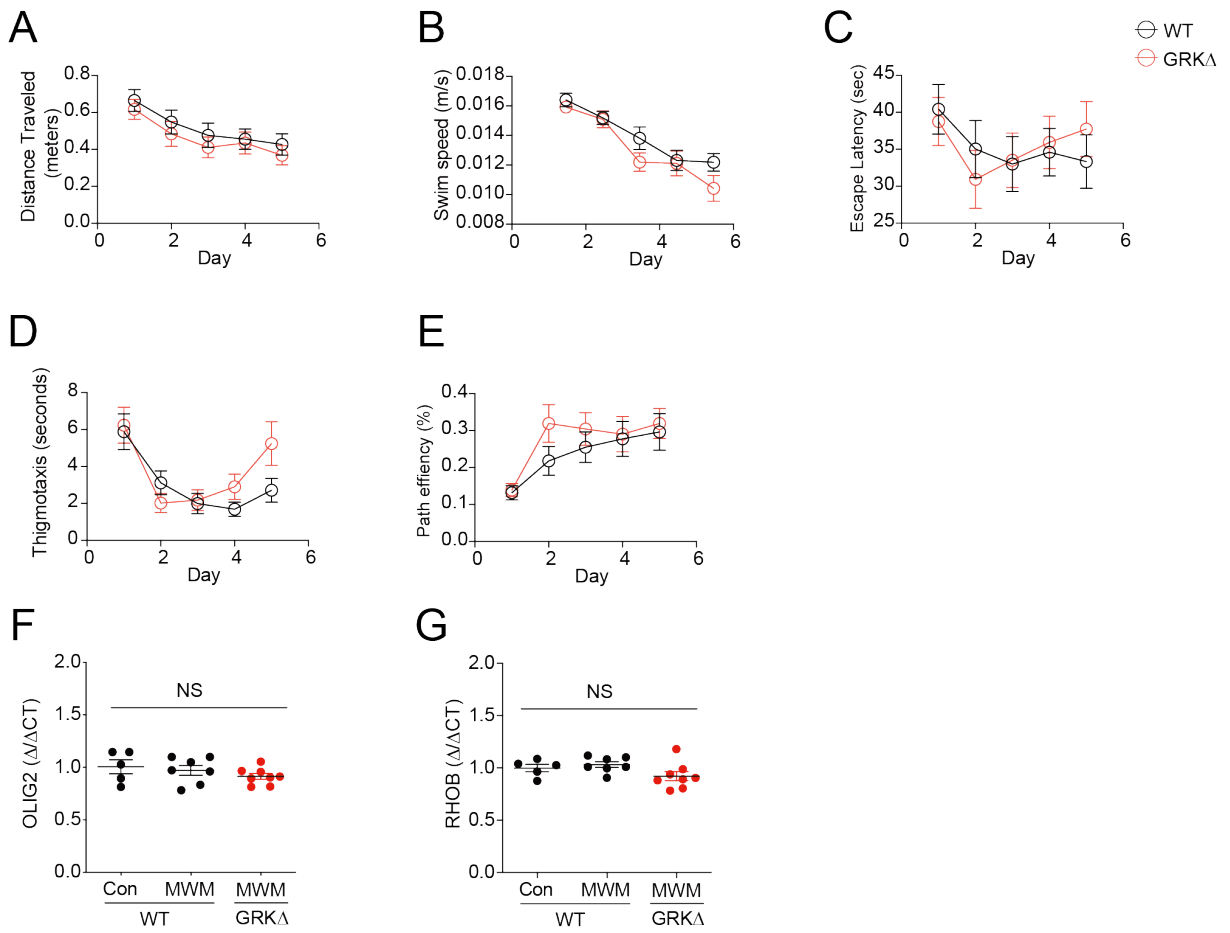 A
B
C
WT
GRKΔ
Distance Traveled
(meters)
0.8
0.6
0.4
0.2
0.0
0
2
4
6
Day
Swim speed (m/s)
0.018
0.016
0.014
0.012
0.010
0.008
0
2
4
6
Day
Escape Latency (sec)
45
40
35
30
25
0
2
4
6
Day
D
E
Thigmotaxis (seconds)
8
6
4
2
0
0
2
4
6
Day
Path effiency (%)
0.4
0.3
0.2
0.1
0.0
0
2
4
6
Day
F
G
OLIG2 (Δ/ΔCT)
2.0
1.5
1.0
0.5
0.0
NS
Con
MWM
MWM
WT
GRKΔ
RHOB (Δ/ΔCT)
2.0
1.5
1.0
0.5
0.0
NS
Con
MWM
MWM
WT
GRKΔ